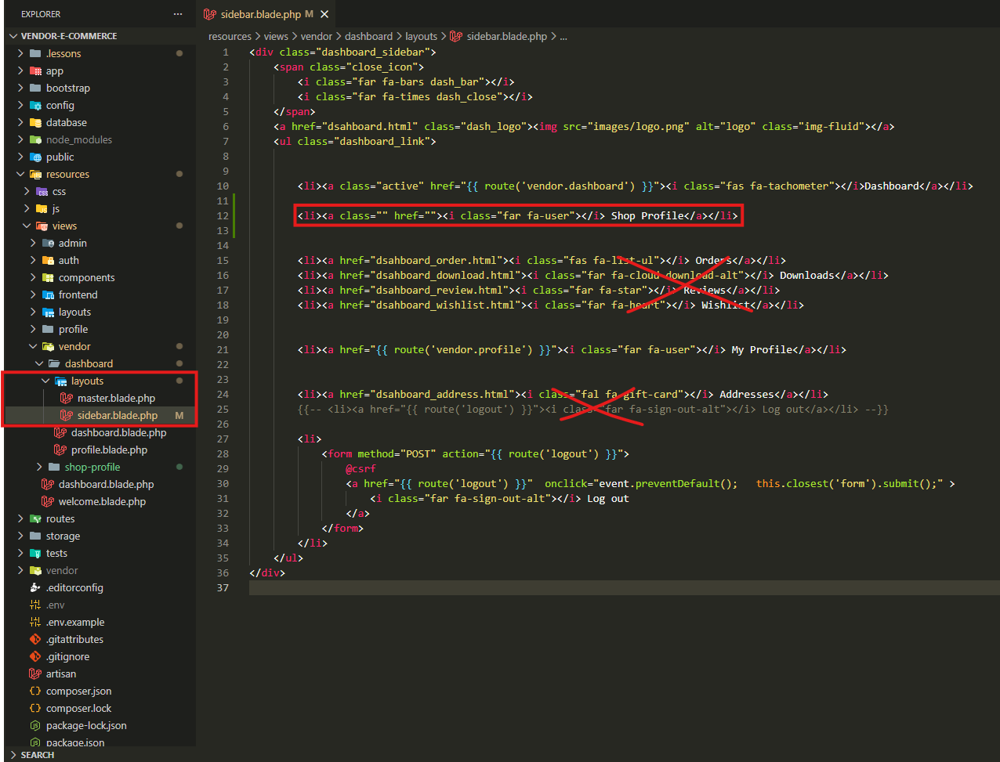 EXPLORER
...
sidebar.blade.php M
VENDOR-E-COMMERCE
.lessons
app
bootstrap
config
database
node_modules
public
resources
css
js
views
admin
auth
components
frontend
layouts
profile
vendor
dashboard
layouts
master.blade.php
sidebar.blade.php M
dashboard.blade.php
profile.blade.php
shop-profile
dashboard.blade.php
welcome.blade.php
routes
storage
tests
vendor
.editorconfig
.env
.env.example
.gitattributes
.gitignore
artisan
composer.json
composer.lock
package-lock.json
package.json
SEARCH
resources > views > vendor > dashboard > layouts > sidebar.blade.php > ...
1 <div class="dashboard_sidebar">
2 <span class="close_icon">
3 <i class="far fa-bars dash_bar"></i>
4 <i class="far fa-times dash_close"></i>
5 </span>
6 <a href="dsahboard.html" class="dash_logo"><img src="images/logo.png" alt="logo" class="img-fluid"></a>
7 <ul class="dashboard_link">
8
9
10 <li><a class="active" href="{{ route('vendor.dashboard') }}"><i class="fas fa-tachometer"></i>Dashboard</a></li>
11
12 <li><a class="" href=""><i class="far fa-user"></i> Shop Profile</a></li>
13
14
15 <li><a href="dsahboard_order.html"><i class="fas fa-list-ul"></i> Orders</a></li>
16 <li><a href="dsahboard_download.html"><i class="far fa-cloud-download-alt"></i> Downloads</a></li>
17 <li><a href="dsahboard_review.html"><i class="far fa-star"></i> Reviews</a></li>
18 <li><a href="dsahboard_wishlist.html"><i class="far fa-heart"></i> Wishlist</a></li>
19
20
21 <li><a href="{{ route('vendor.profile') }}"><i class="far fa-user"></i> My Profile</a></li>
22
23
24 <li><a href="dsahboard_address.html"><i class="fal fa-gift-card"></i> Addresses</a></li>
25 {{-- <li><a href="{{ route('logout') }}"><i class="far fa-sign-out-alt"></i> Log out</a></li> --}}
26
27 <li>
28 <form method="POST" action="{{ route('logout') }}">
29 @csrf
30 <a href="{{ route('logout') }}" onclick="event.preventDefault(); this.closest('form').submit();" >
31 <i class="far fa-sign-out-alt"></i> Log out
32 </a>
33 </form>
34 </li>
35 </ul>
36 </div>
37